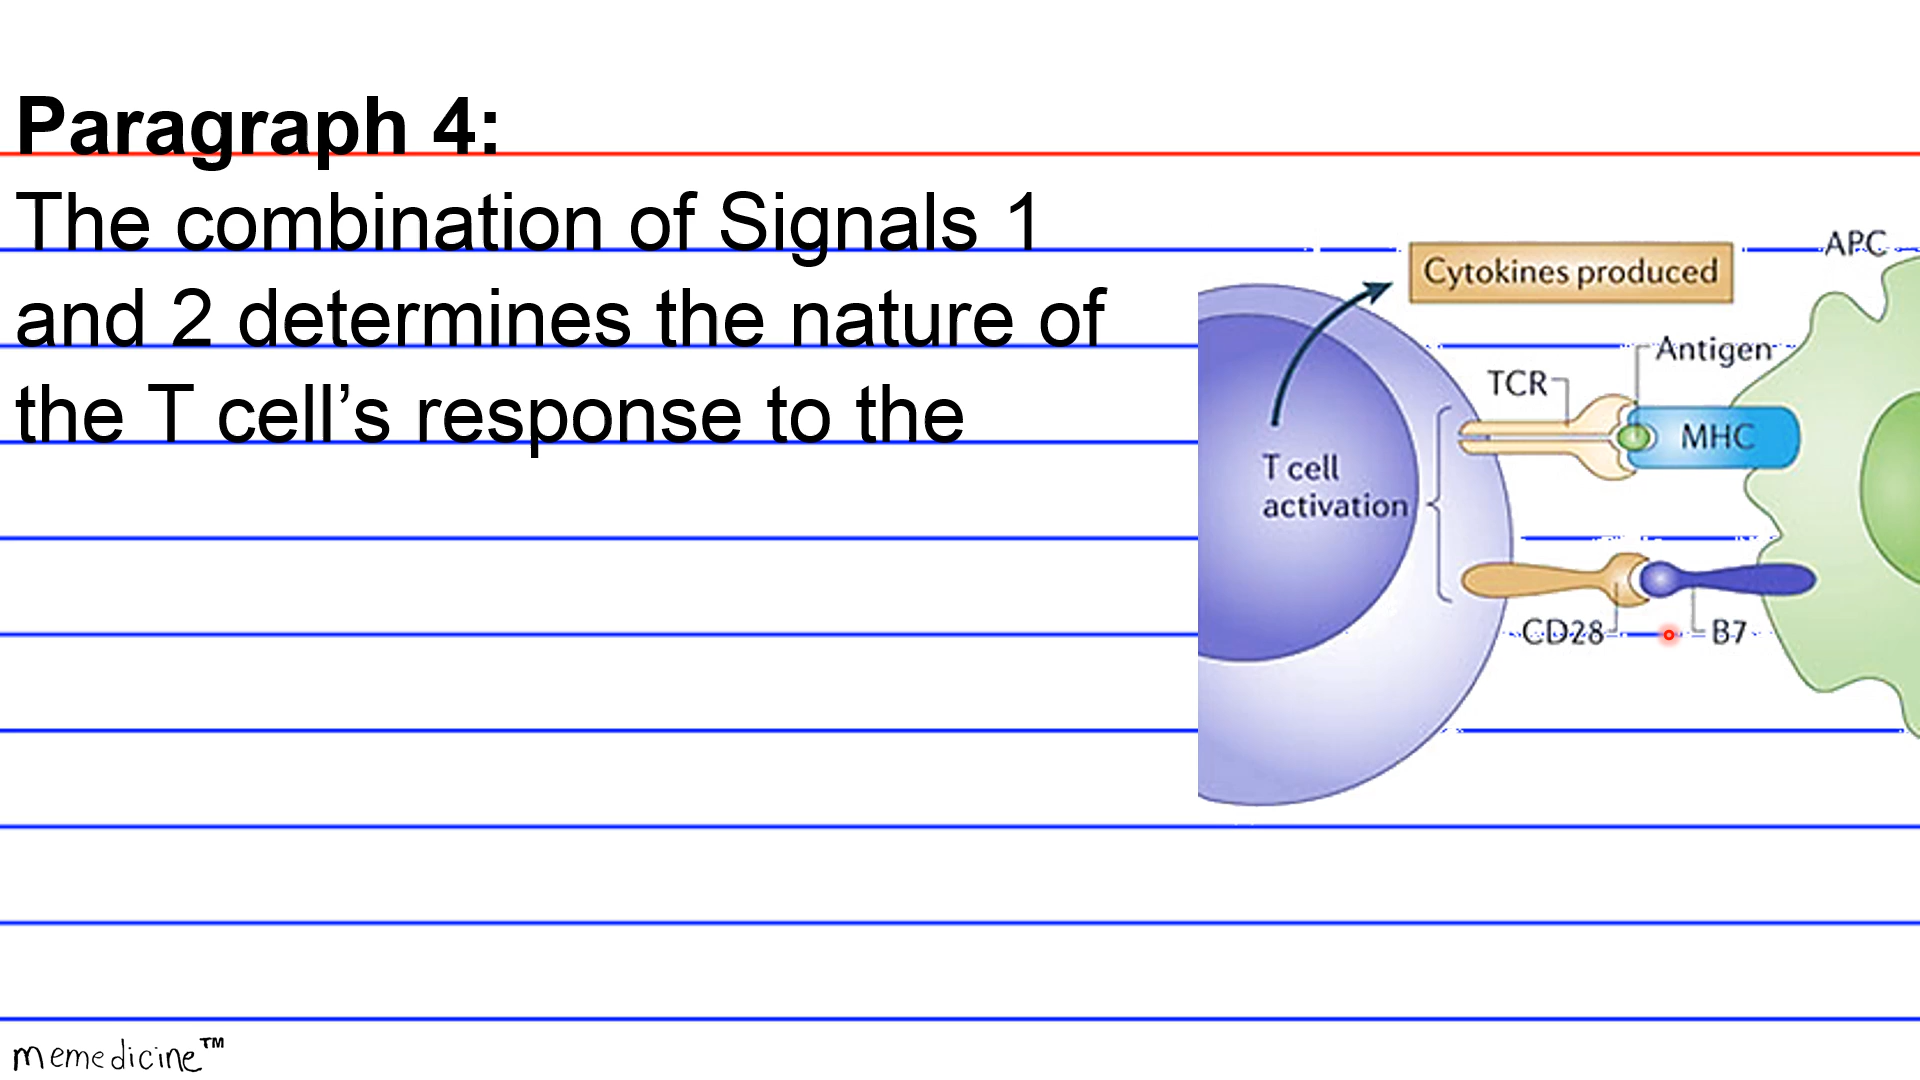 Paragraph 4:
The combination of Signals 1
and 2 determines the nature of
the T cell’s response to the
APC
Cytokines produced
Antigen
TCR
MHC
T cell
activation
CD28
B7
memedicine™